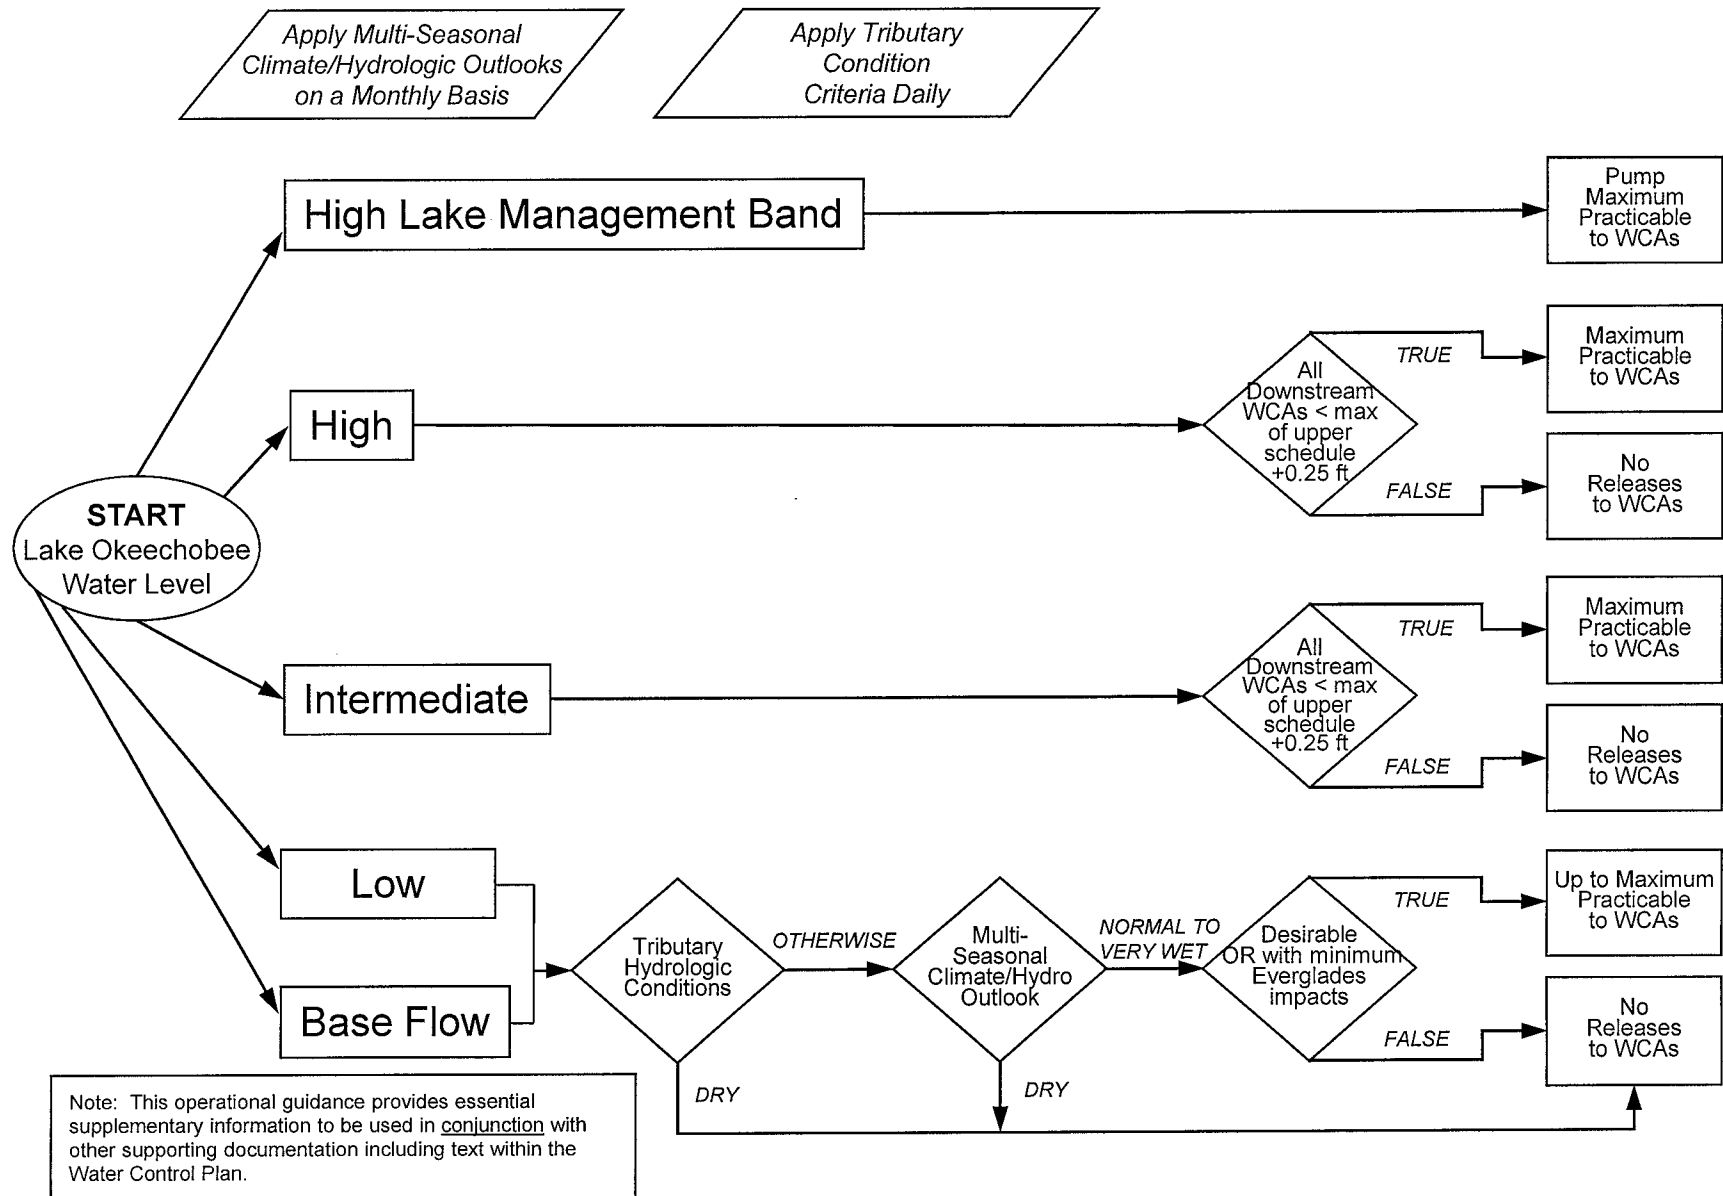 Apply Multi-Seasonal
Climate/Hydrologic Outlooks
on a Monthly Basis
Apply Tributary
Condition
Criteria Daily
High Lake Management Band
Pump
Maximum
Practicable
to WCAs
High
All
Downstream
WCAs < max
of upper
schedule
+0.25 ft
TRUE
Maximum
Practicable
to WCAs
FALSE
No
Releases
to WCAs
START
Lake Okeechobee
Water Level
Intermediate
All
Downstream
WCAs < max
of upper
schedule
+0.25 ft
TRUE
Maximum
Practicable
to WCAs
FALSE
No
Releases
to WCAs
Low
Base Flow
Tributary
Hydrologic
Conditions
OTHERWISE
Multi-
Seasonal
Climate/Hydro
Outlook
NORMAL TO
VERY WET
Desirable
OR with minimum
Everglades
impacts
TRUE
Up to Maximum
Practicable
to WCAs
FALSE
No
Releases
to WCAs
DRY
DRY
Note: This operational guidance provides essential
supplementary information to be used in conjunction with
other supporting documentation including text within the
Water Control Plan.